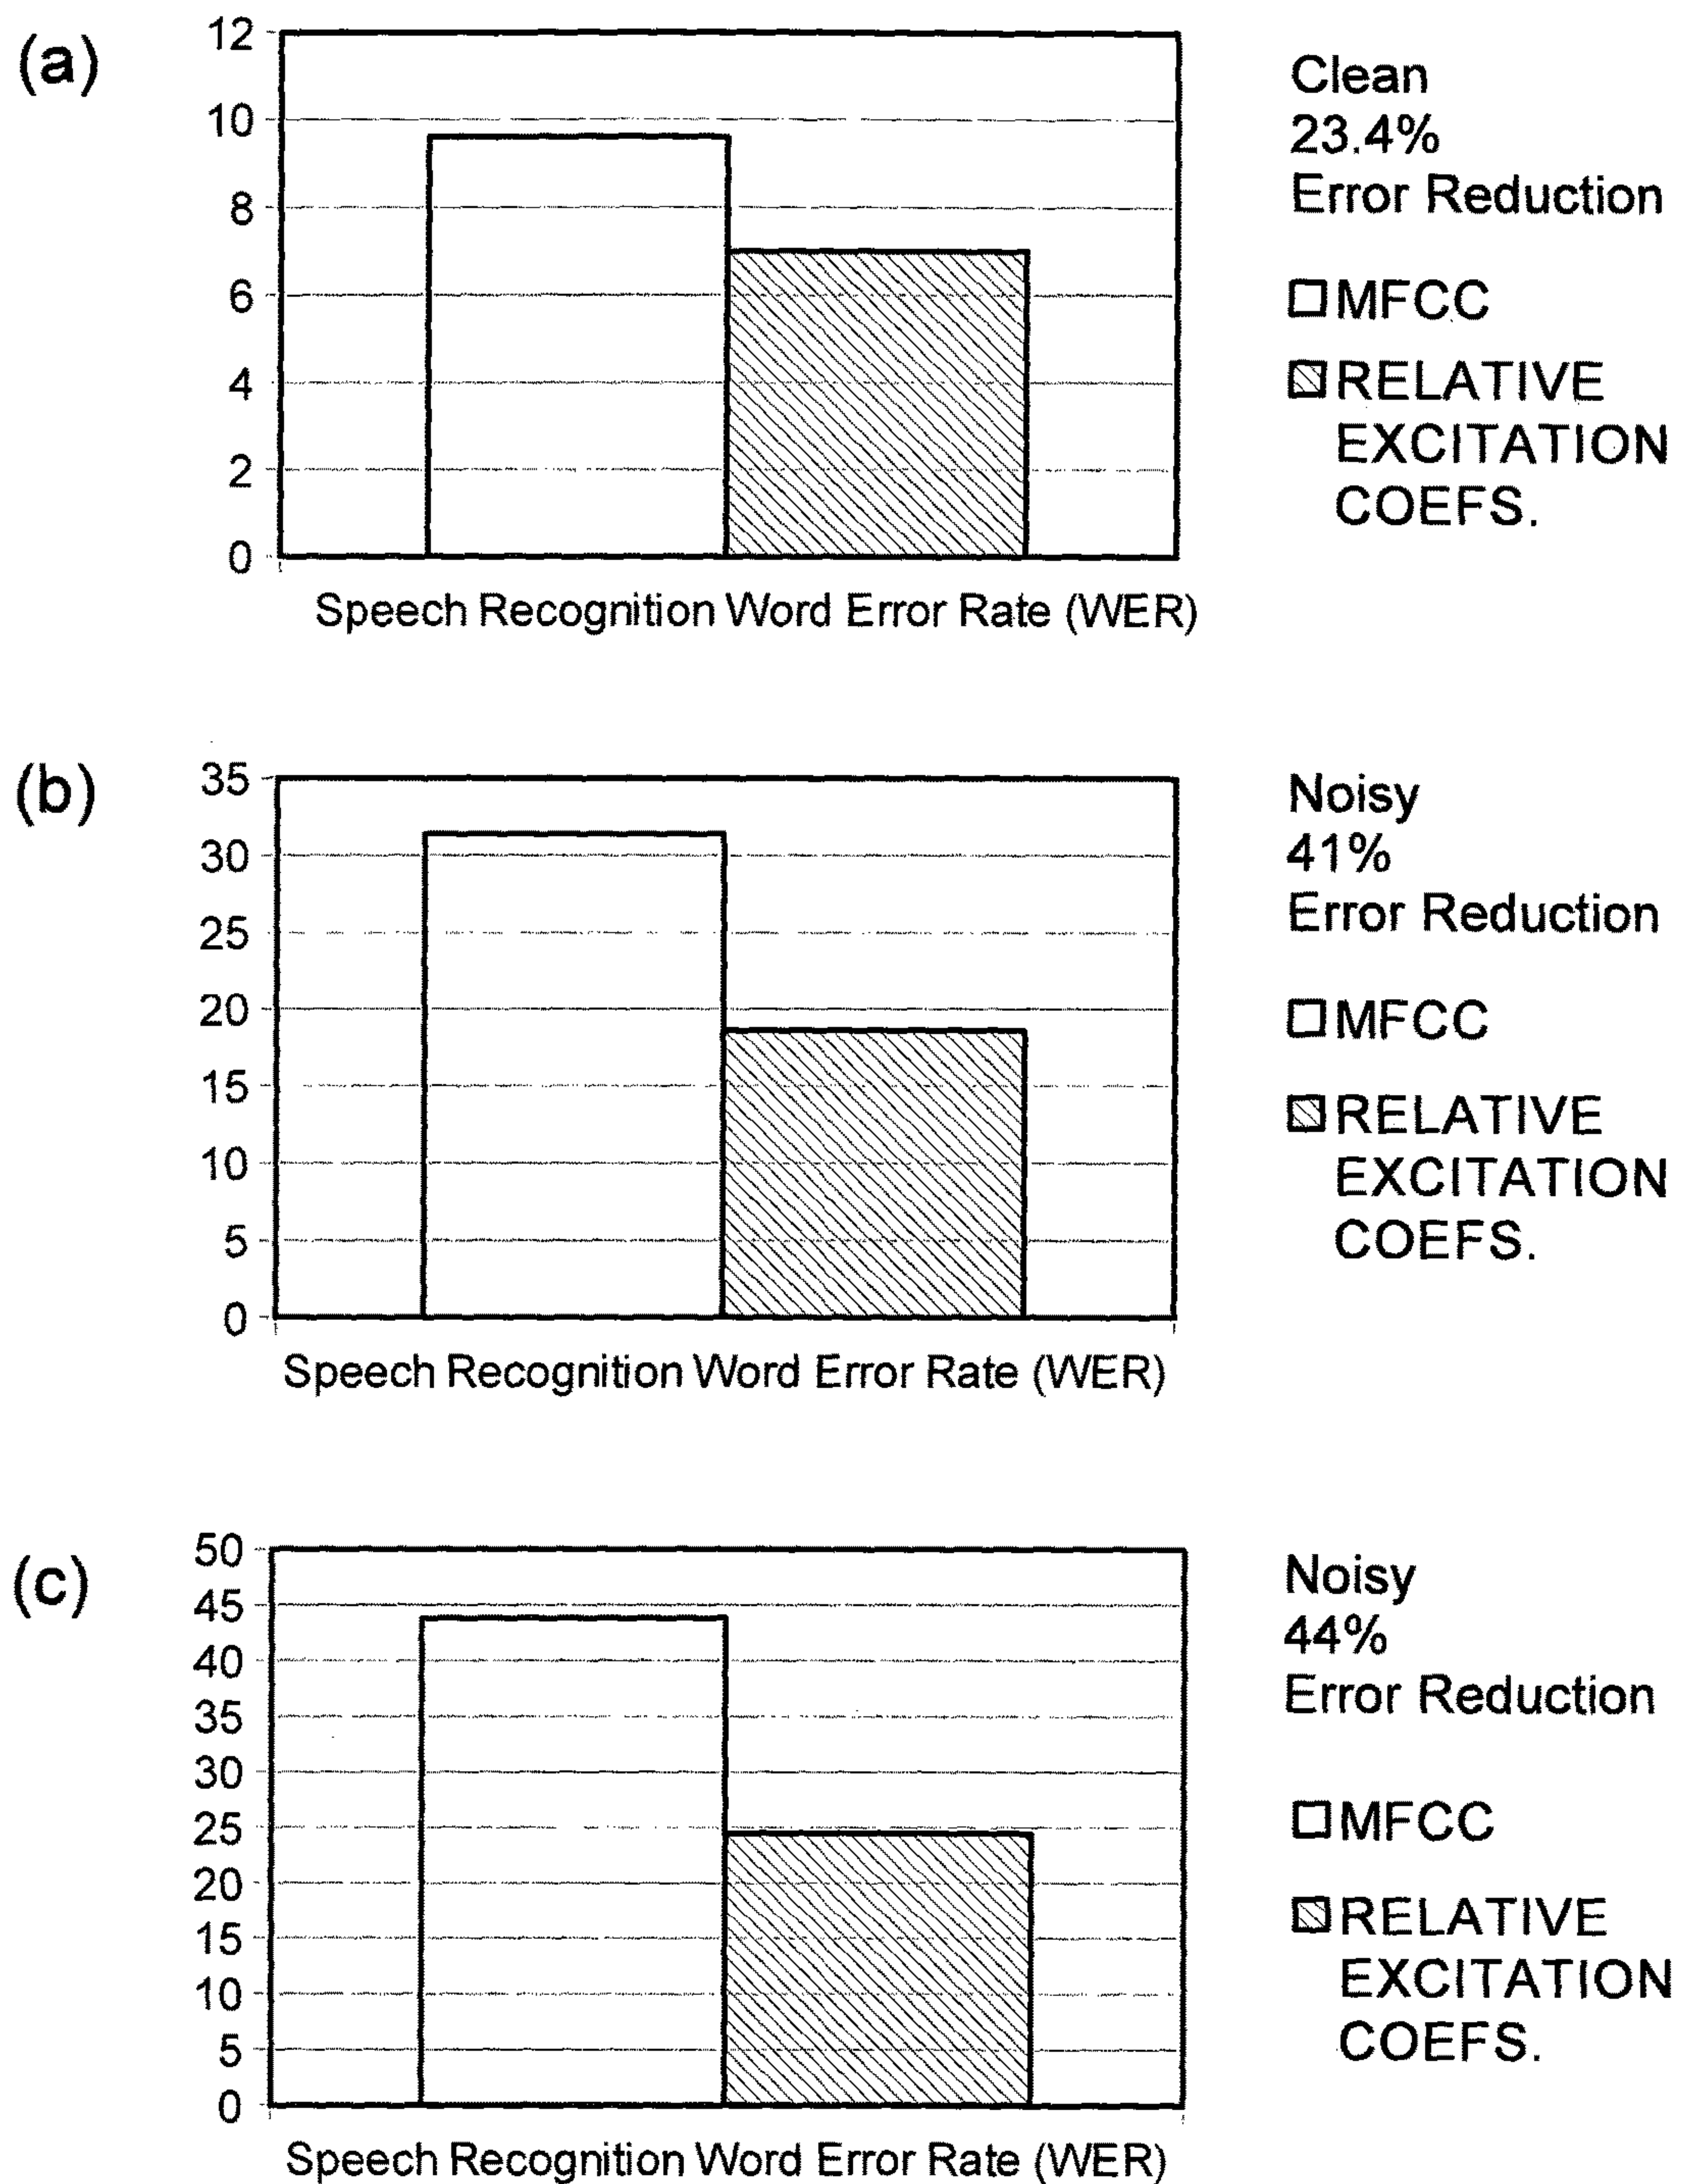 (a)
12
10
8
6
4
2
0
Speech Recognition Word Error Rate (WER)
Clean
23.4%
Error Reduction
MFCC
RELATIVE
EXCITATION
COEFS.
(b)
35
30
25
20
15
10
5
0
Speech Recognition Word Error Rate (WER)
Noisy
41%
Error Reduction
MFCC
RELATIVE
EXCITATION
COEFS.
(c)
50
45
40
35
30
25
20
15
10
5
0
Speech Recognition Word Error Rate (WER)
Noisy
44%
Error Reduction
MFCC
RELATIVE
EXCITATION
COEFS.